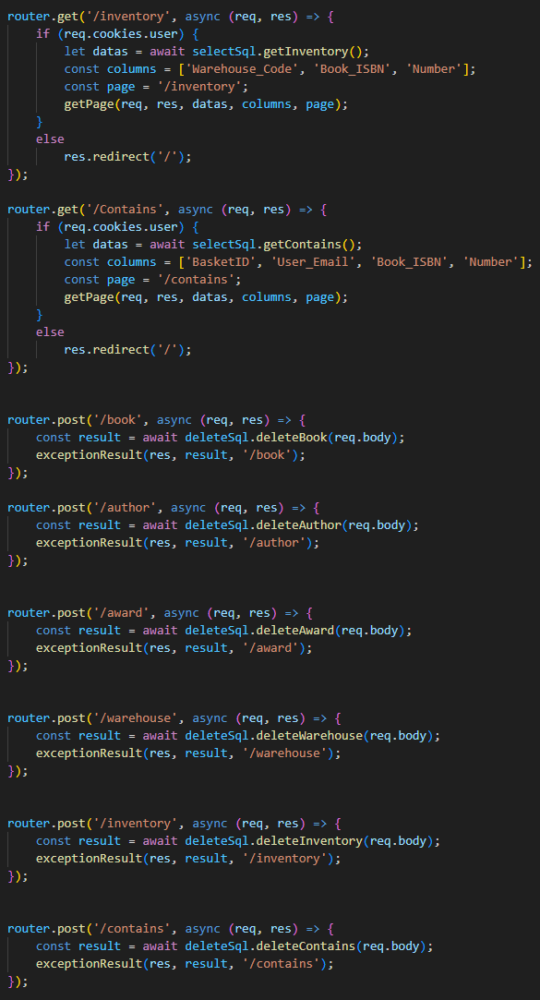 router.get('/inventory', async (req, res) => {
    if (req.cookies.user) {
        let datas = await selectSql.getInventory();
        const columns = ['Warehouse_Code', 'Book_ISBN', 'Number'];
        const page = '/inventory';
        getPage(req, res, datas, columns, page);
    }
    else
        res.redirect('/');
});

router.get('/Contains', async (req, res) => {
    if (req.cookies.user) {
        let datas = await selectSql.getContains();
        const columns = ['BasketID', 'User_Email', 'Book_ISBN', 'Number'];
        const page = '/contains';
        getPage(req, res, datas, columns, page);
    }
    else
        res.redirect('/');
});


router.post('/book', async (req, res) => {
    const result = await deleteSql.deleteBook(req.body);
    exceptionResult(res, result, '/book');
});

router.post('/author', async (req, res) => {
    const result = await deleteSql.deleteAuthor(req.body);
    exceptionResult(res, result, '/author');
});


router.post('/award', async (req, res) => {
    const result = await deleteSql.deleteAward(req.body);
    exceptionResult(res, result, '/award');
});


router.post('/warehouse', async (req, res) => {
    const result = await deleteSql.deleteWarehouse(req.body);
    exceptionResult(res, result, '/warehouse');
});


router.post('/inventory', async (req, res) => {
    const result = await deleteSql.deleteInventory(req.body);
    exceptionResult(res, result, '/inventory');
});


router.post('/contains', async (req, res) => {
    const result = await deleteSql.deleteContains(req.body);
    exceptionResult(res, result, '/contains');
});